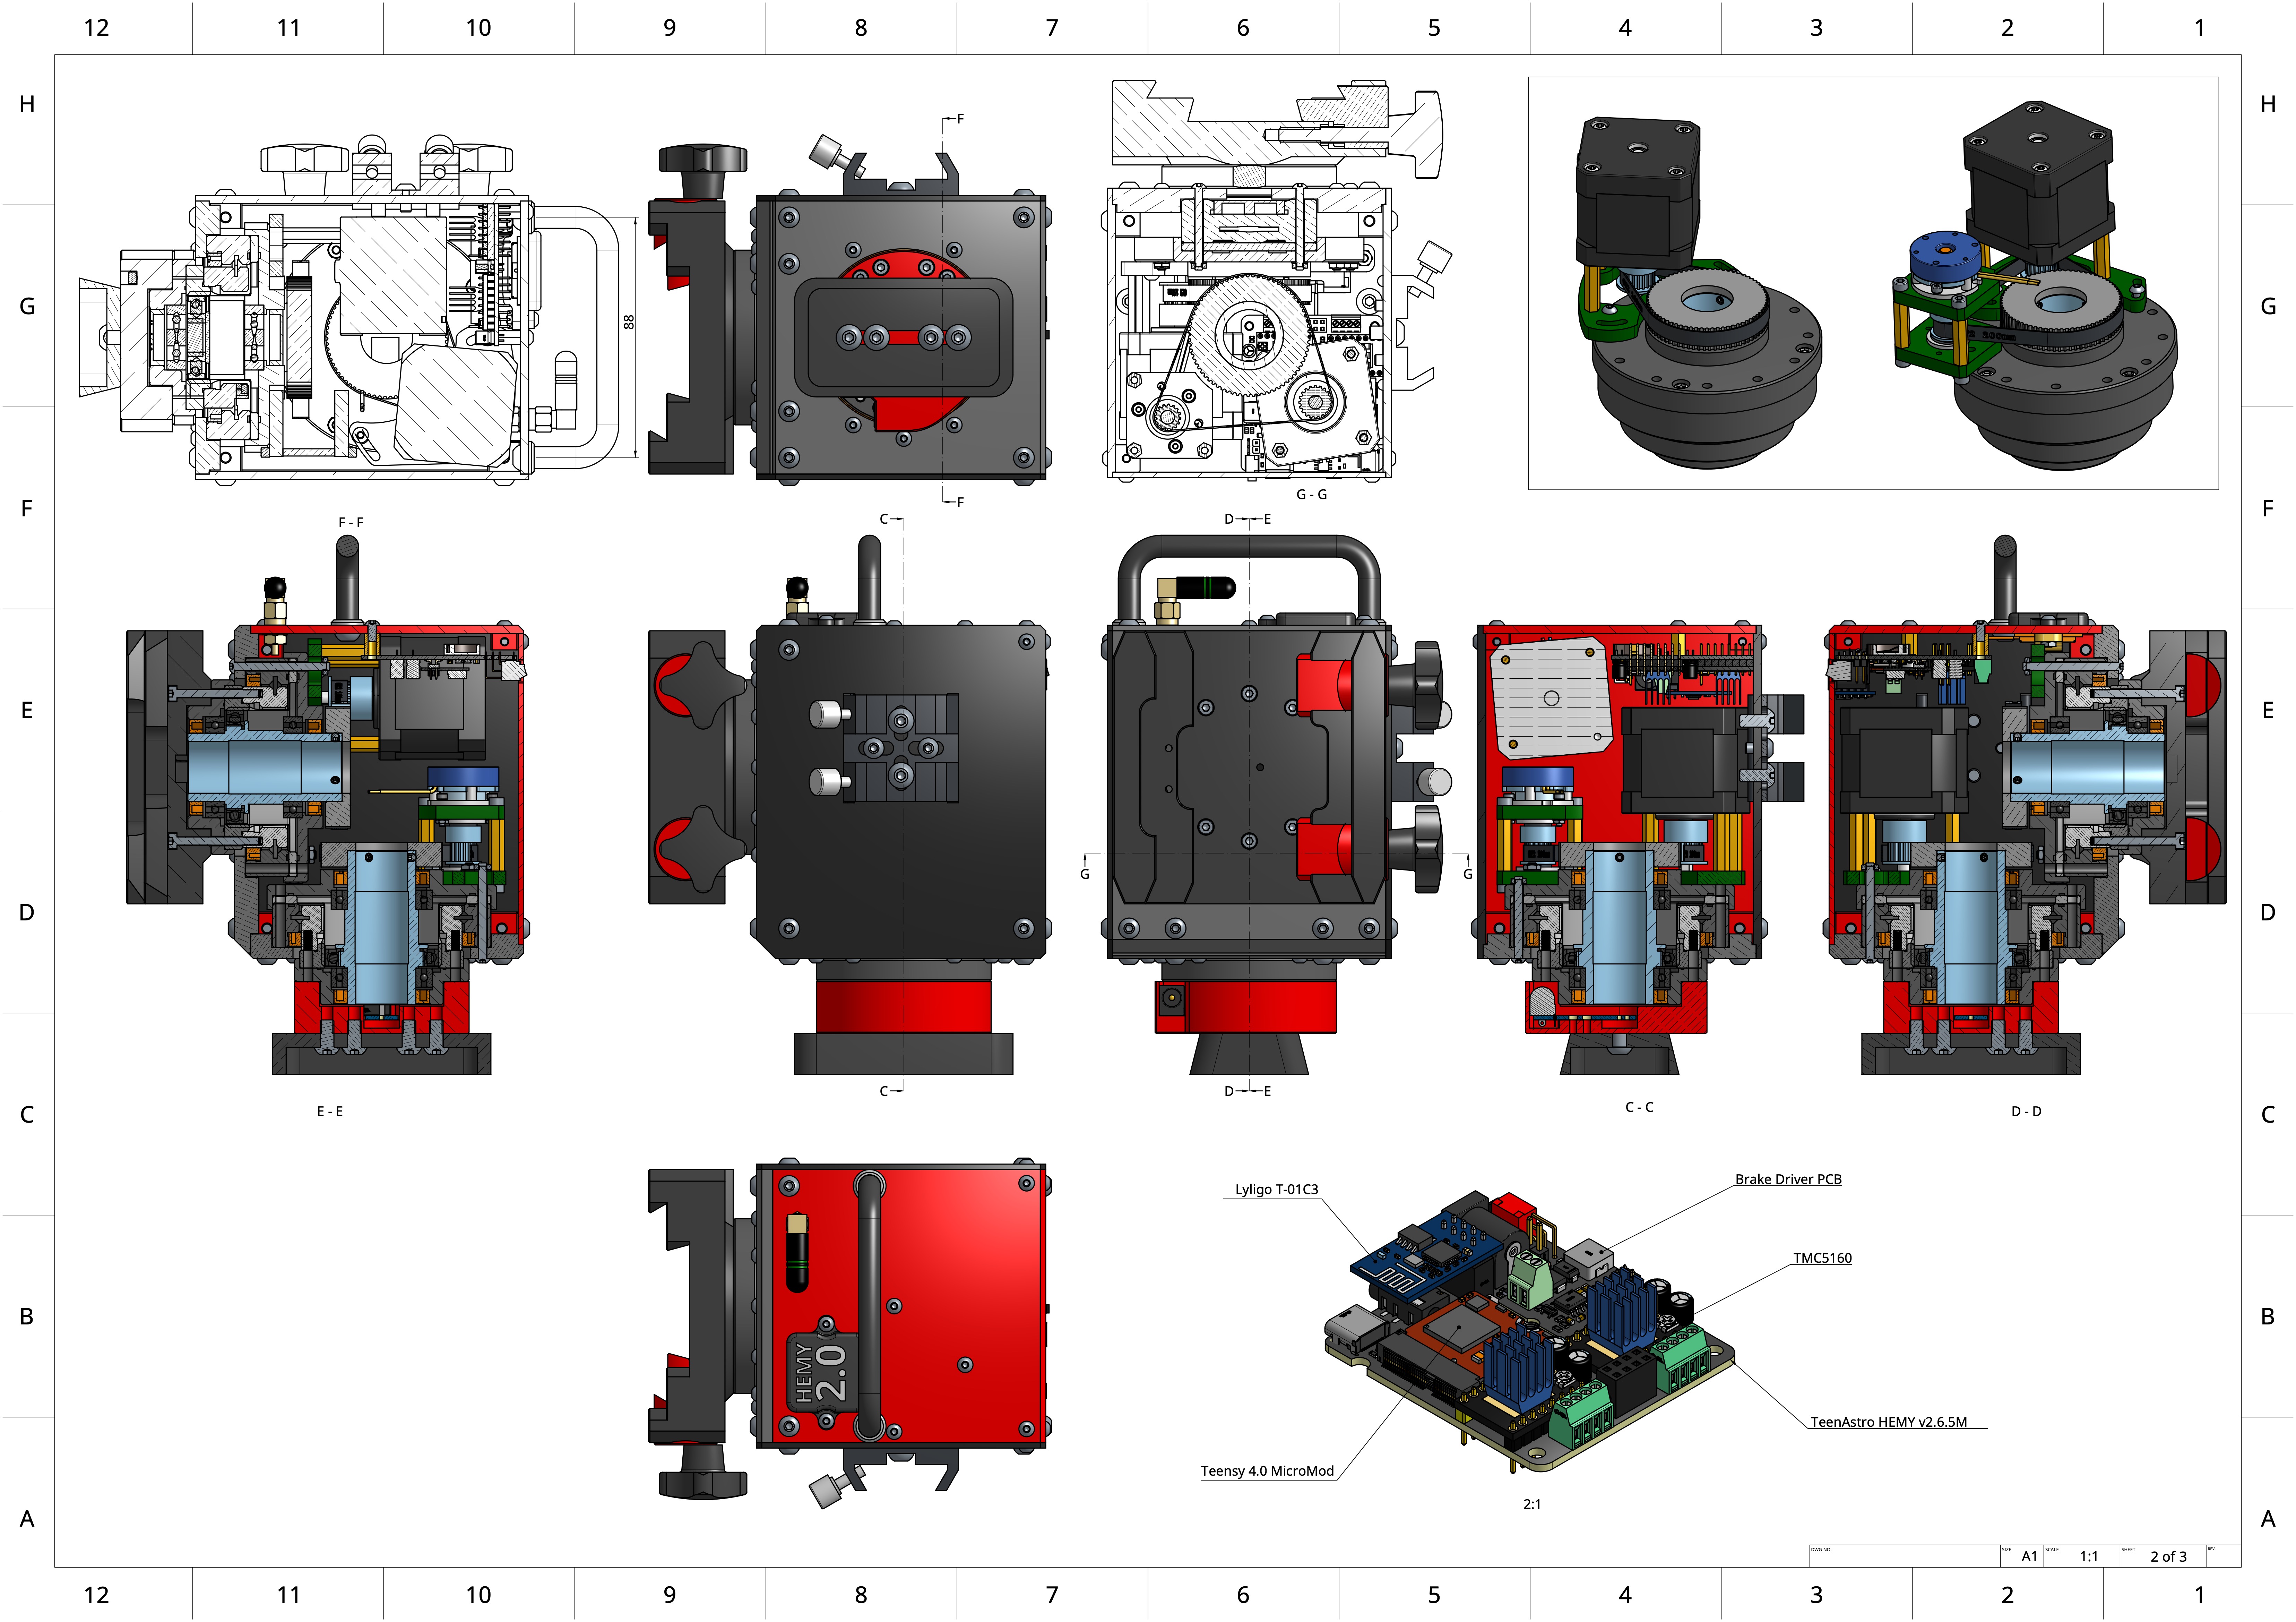 12 11 10 9 8 7 6 5 4 3 2 1
H H
F
F
88
G G
F - F
G - G
F F
C
D E
E E
G G
D D
C
D E
E - E
C - C
D - D
C C
Lyligo T-01C3
Brake Driver PCB
TMC5160
B B
HEMY
2.0
TeenAstro HEMY v2.6.5M
Teensy 4.0 MicroMod
2:1
A A
DWG NO.
SIZE A1
SCALE 1:1
SHEET 2 of 3
REV.
12 11 10 9 8 7 6 5 4 3 2 1